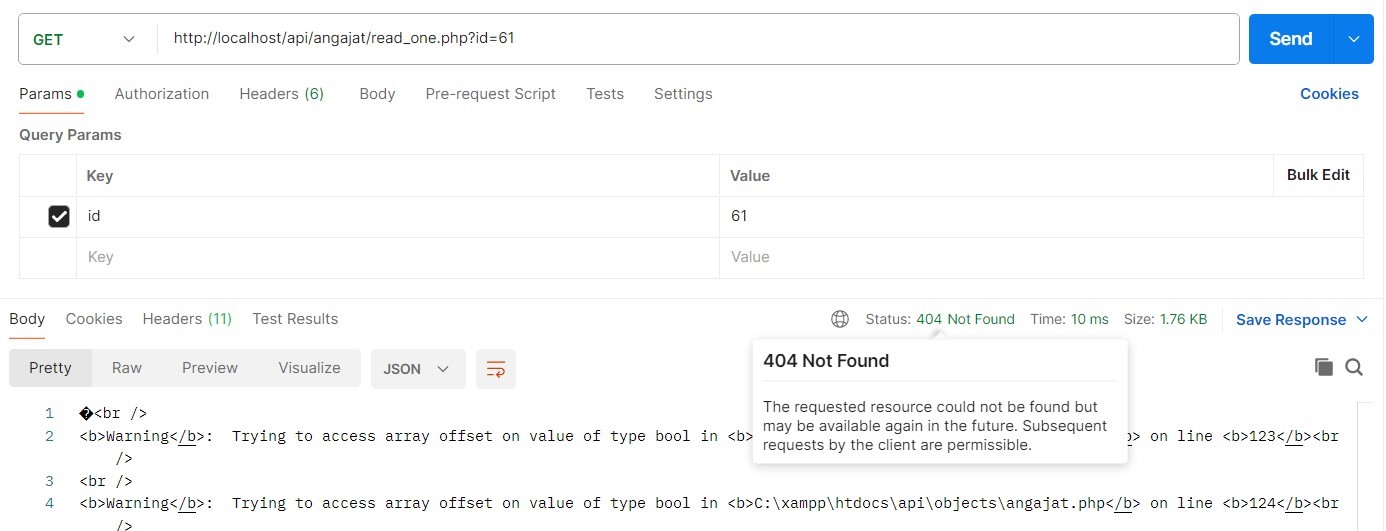 GET http://localhost/api/angajat/read_one.php?id=61 Send
Params Authorization Headers (6) Body Pre-request Script Tests Settings Cookies
Query Params
Key Value Bulk Edit
id 61
Key Value
Body Cookies Headers (11) Test Results Status: 404 Not Found Time: 10 ms Size: 1.76 KB Save Response
Pretty Raw Preview Visualize JSON
404 Not Found
The requested resource could not be found but
may be available again in the future. Subsequent
requests by the client are permissible.
1 �<br />
2 <b>Warning</b>:  Trying to access array offset on value of type bool in <b> b> on line <b>123</b><br
/>
3 <br />
4 <b>Warning</b>:  Trying to access array offset on value of type bool in <b>C:\xampp\htdocs\api\objects\angajat.php</b> on line <b>124</b><br
/>